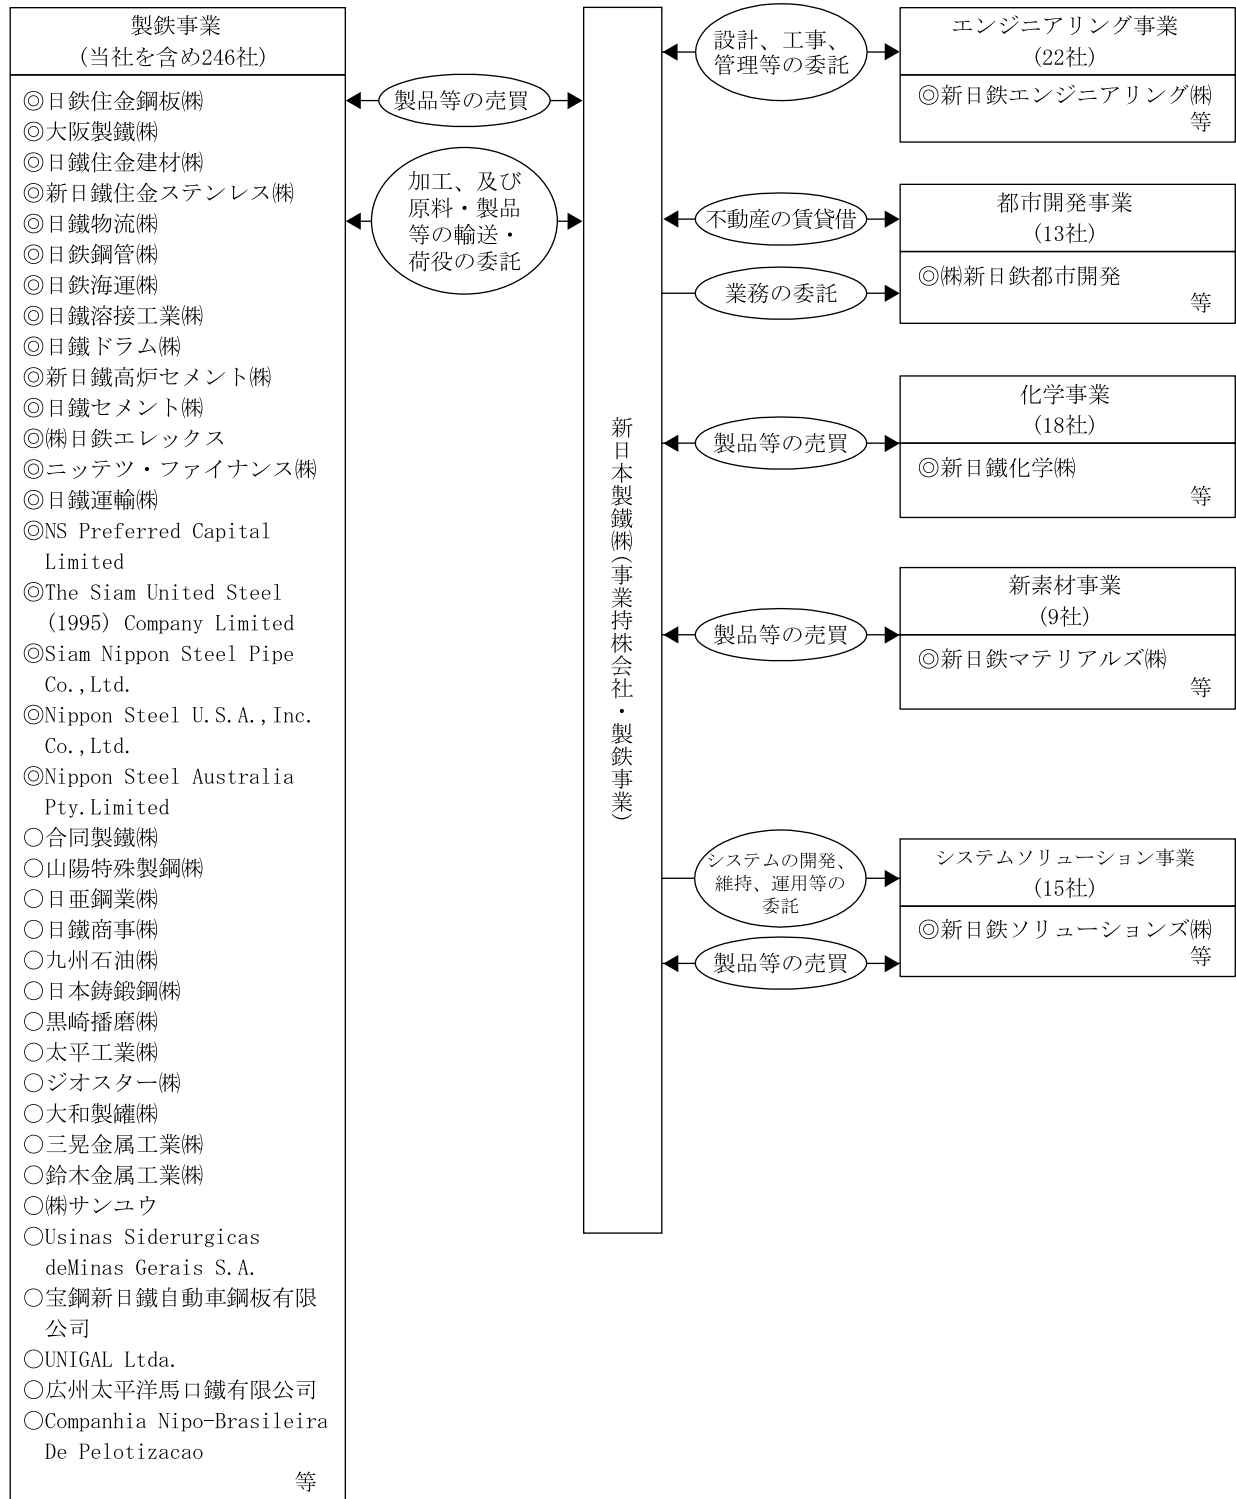 製鉄事業
(当社を含め246社)
◎日鉄住金鋼板㈱
◎大阪製鐵㈱
◎日鐵住金建材㈱
◎新日鐵住金ステンレス㈱
◎日鐵物流㈱
◎日鉄鋼管㈱
◎日鉄海運㈱
◎日鐵溶接工業㈱
◎日鐵ドラム㈱
◎新日鐵高炉セメント㈱
◎日鐵セメント㈱
◎㈱日鉄エレックス
◎ニッテツ・ファイナンス㈱
◎日鐵運輸㈱
◎NS Preferred Capital
Limited
◎The Siam United Steel
(1995) Company Limited
◎Siam Nippon Steel Pipe
Co.,Ltd.
◎Nippon Steel U.S.A.,Inc.
Co.,Ltd.
◎Nippon Steel Australia
Pty.Limited
○合同製鐵㈱
○山陽特殊製鋼㈱
○日亜鋼業㈱
○日鐵商事㈱
○九州石油㈱
○日本鋳鍛鋼㈱
○黒崎播磨㈱
○太平工業㈱
○ジオスター㈱
○大和製罐㈱
○三晃金属工業㈱
○鈴木金属工業㈱
○㈱サンユウ
○Usinas Siderurgicas
deMinas Gerais S.A.
○宝鋼新日鐵自動車鋼板有限
公司
○UNIGAL Ltda.
○広州太平洋馬口鐵有限公司
○Companhia Nipo-Brasileira
De Pelotizacao
等
製品等の売買
加工、及び
原料・製品
等の輸送・
荷役の委託
新日本製鐵㈱(事業持株会社・製鉄事業)
設計、工事、
管理等の委託
エンジニアリング事業
(22社)
◎新日鉄エンジニアリング㈱
等
不動産の賃貸借
業務の委託
都市開発事業
(13社)
◎㈱新日鉄都市開発
等
製品等の売買
化学事業
(18社)
◎新日鐵化学㈱
等
製品等の売買
新素材事業
(9社)
◎新日鉄マテリアルズ㈱
等
システムの開発、
維持、運用等の
委託
製品等の売買
システムソリューション事業
(15社)
◎新日鉄ソリューションズ㈱
等